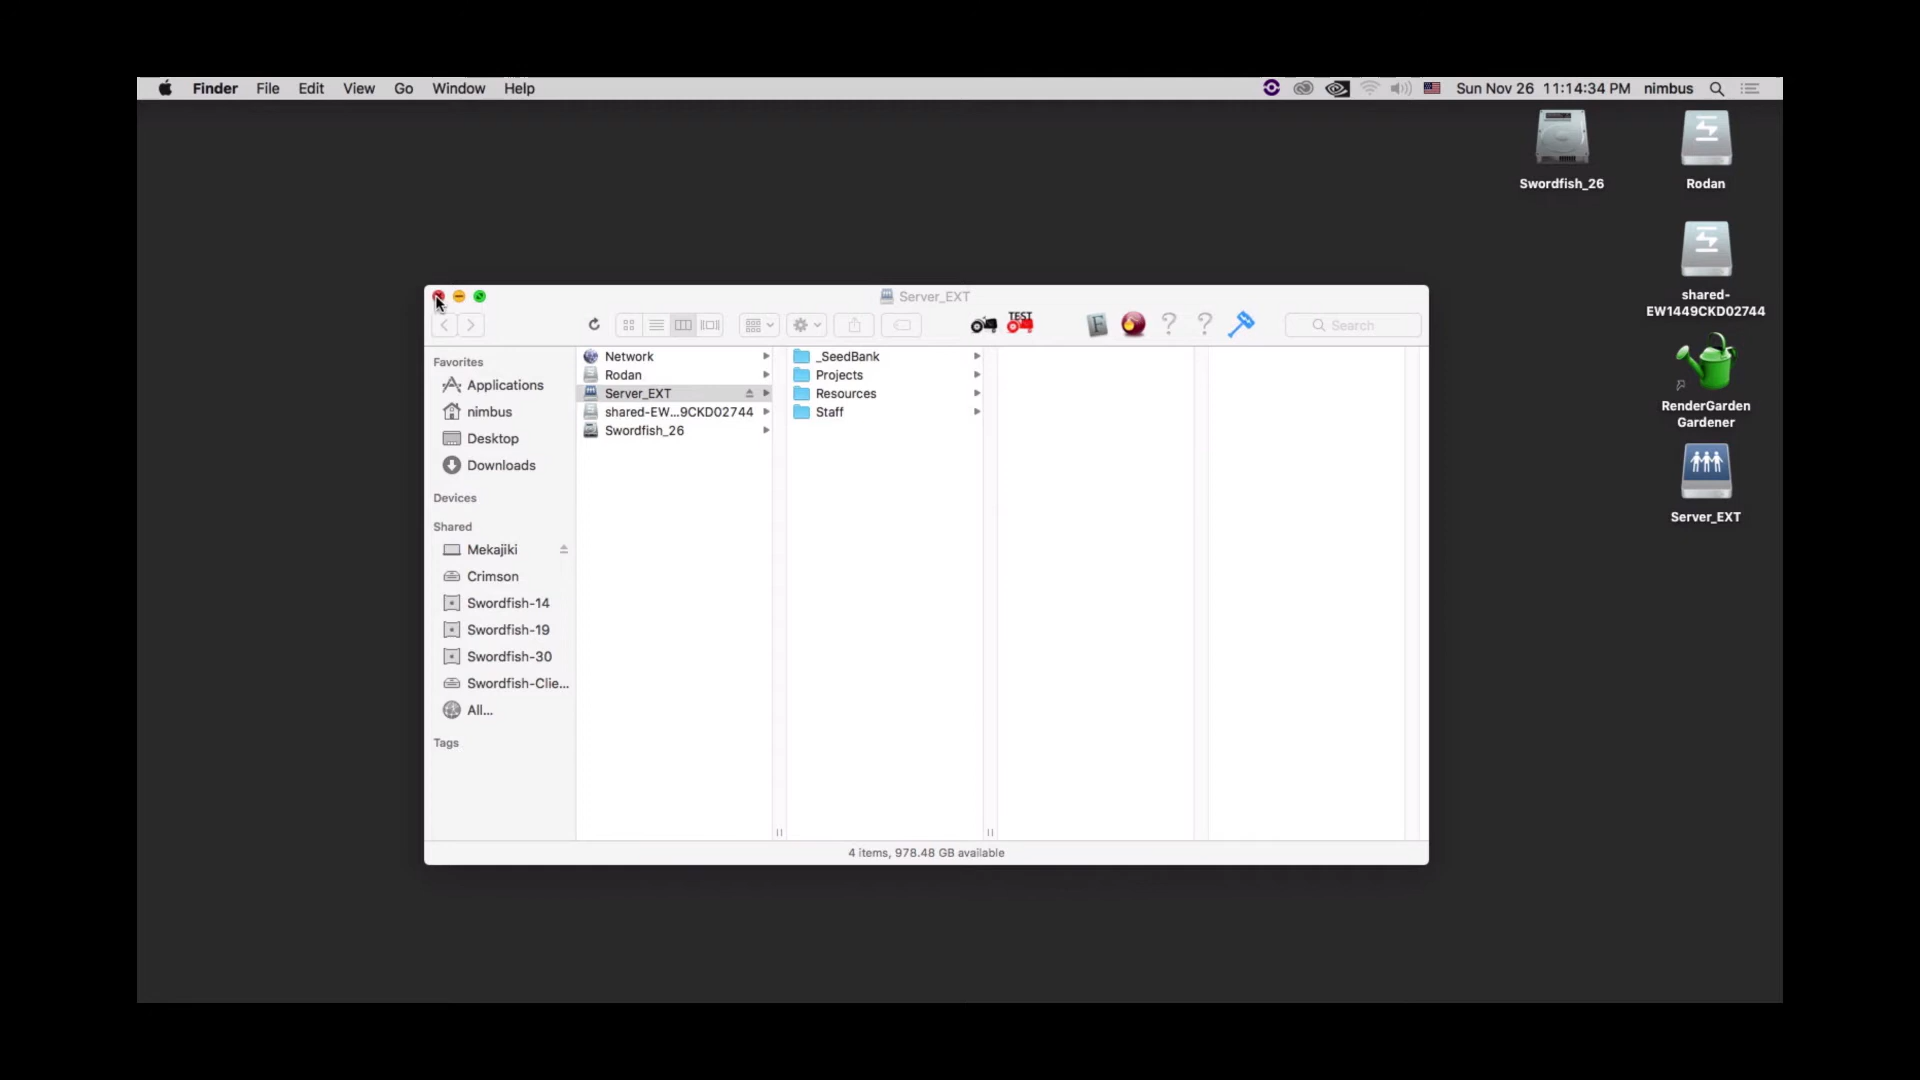 Finder File Edit View Go Window Help
Sun Nov 26 11:14:34 PM nimbus
Swordfish_26
Rodan
shared-
EW1449CKD02744
RenderGarden
Gardener
Server_EXT
Server_EXT
TEST
F
? ?
Search
Favorites
Applications
nimbus
Desktop
Downloads
Devices
Shared
Mekajiki
Crimson
Swordfish-14
Swordfish-19
Swordfish-30
Swordfish-Clie...
All...
Tags
Network
Rodan
Server_EXT
shared-EW...9CKD02744
Swordfish_26
_SeedBank
Projects
Resources
Staff
4 items, 978.48 GB available